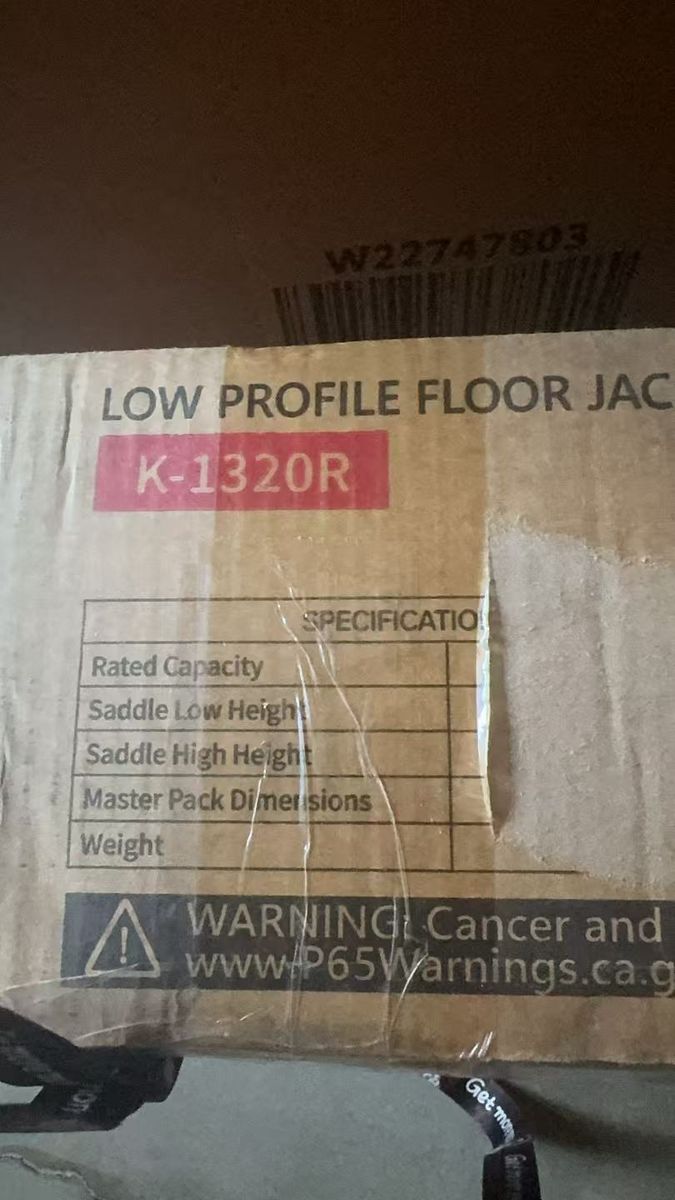 W22747803
LOW PROFILE FLOOR JAC
K-1320R
SPECIFICATIO
Rated Capacity
Saddle Low Height
Saddle High Height
Master Pack Dimensions
Weight
WARNING: Cancer and
www.P65Warnings.ca.g
Get